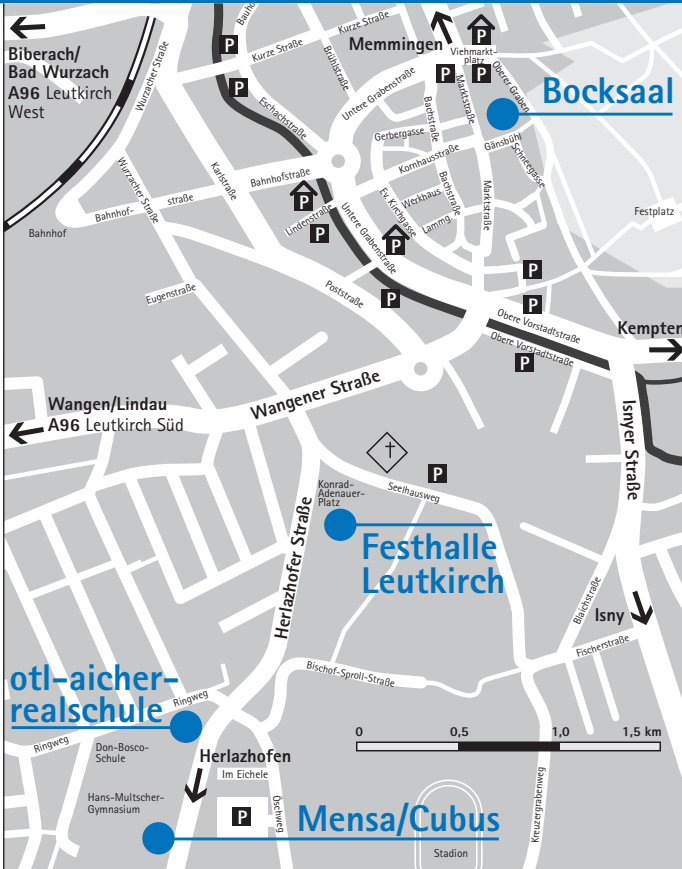 Biberach/
Bad Wurzach
A96 Leutkirch
West
Wurzacher Straße
Bauho
P
Kurze Straße
Kurze Straße
Brühlstraße
Memmingen
P
Viehmarkt-
platz
P
P
Oberer Graben
Bocksaal
P
Eschachstraße
Untere Grabenstraße
Bachstraße
Marktstraße
Gerbergasse
Kornhausstraße
Gänsbühl
Schneegasse
Wurzacher Straße
Karlstraße
Bahnhofstraße
Bahnhof-
straße
Bahnhof
P
Lindenstraße
P
Untere Grabenstraße
Ev. Kirchgasse
Werkhaus
Lammg.
Bachstraße
Marktstraße
Festplatz
P
P
P
P
Eugenstraße
Poststraße
Obere Vorstadtstraße
Obere Vorstadtstraße
P
Kempten
Wangen/Lindau
A96 Leutkirch Süd
Wangener Straße
Isnyer Straße
P
Seelhausweg
Konrad-
Adenauer-
Platz
Festhalle
Leutkirch
Herlazhofer Straße
Blaichstraße
Isny
Fischerstraße
Bischof-Sproll-Straße
otl-aicher-
realschule
Ringweg
Ringweg
Don-Bosco-
Schule
Herlazhofen
Im Eichele
0 0,5 1,0 1,5 km
Hans-Multscher-
Gymnasium
P
Öschweg
Mensa/Cubus
Kreuzergrabenweg
Stadion